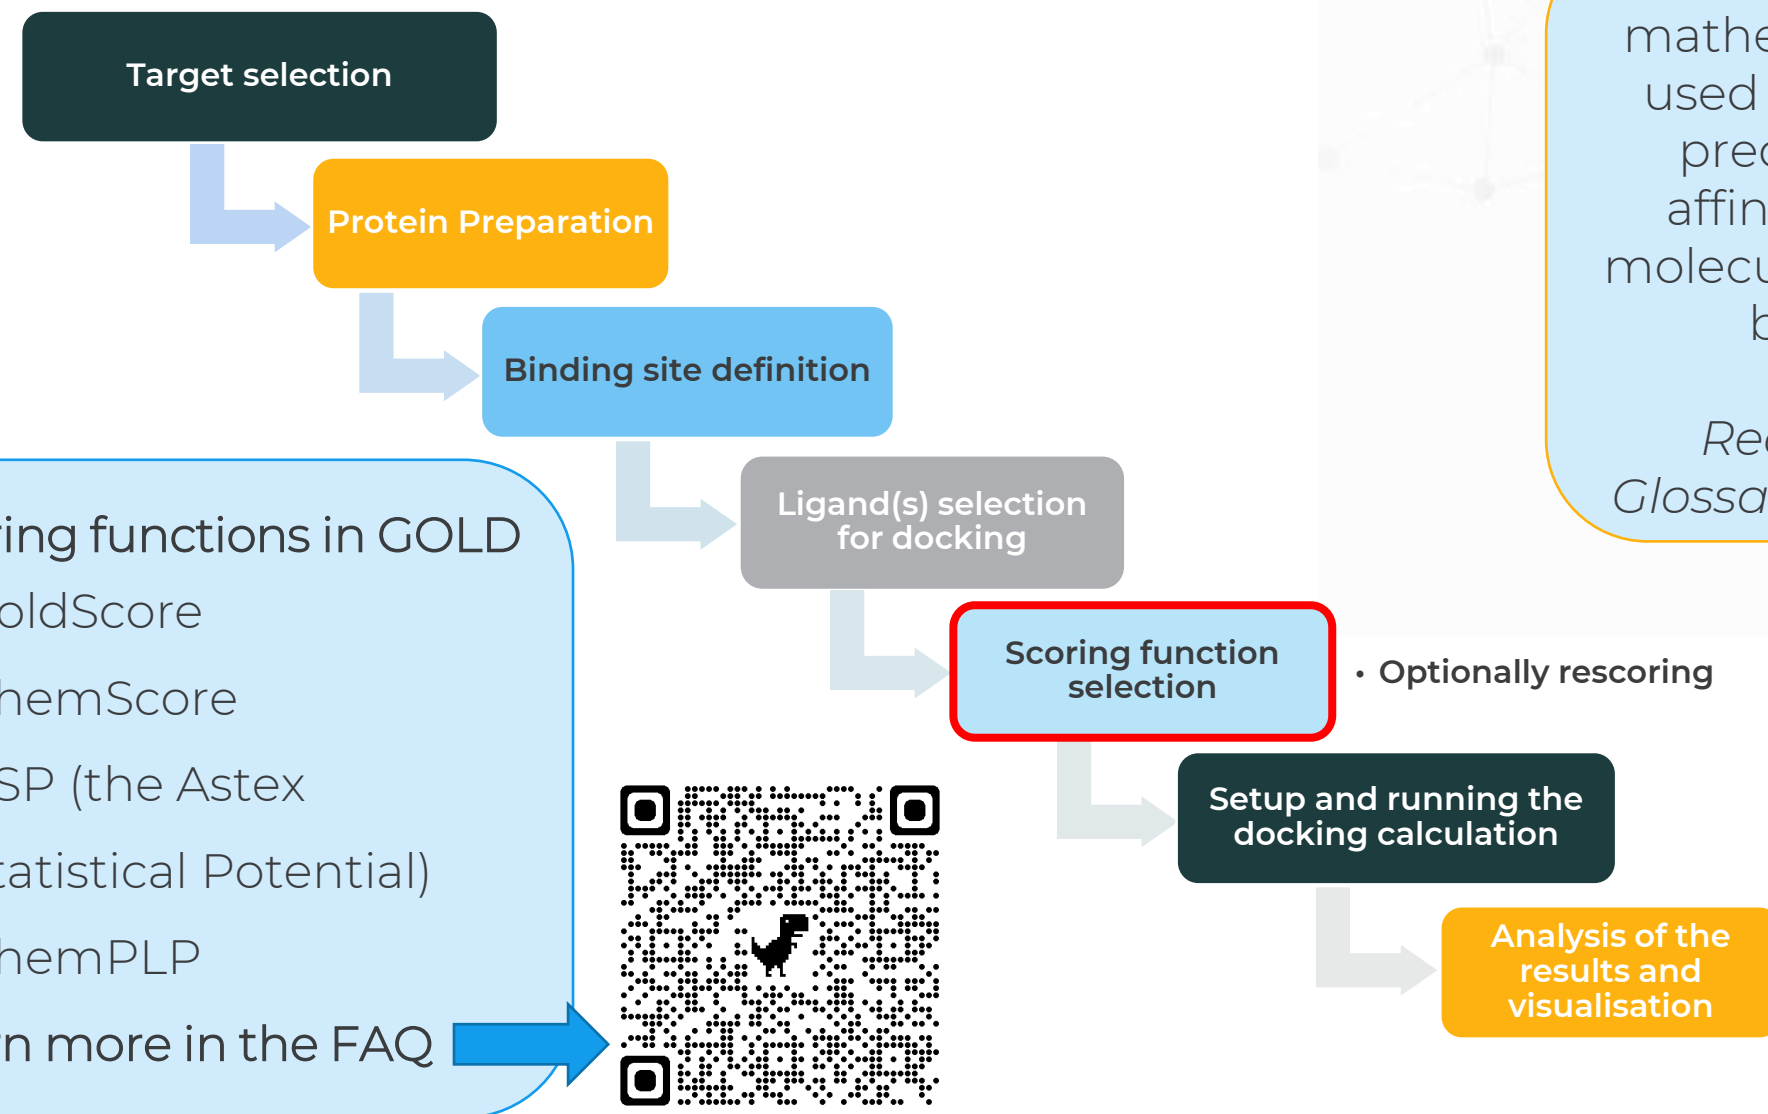 Target selection
Protein Preparation
Binding site definition
Ligand(s) selection
for docking
Scoring function
selection
• Optionally rescoring
Setup and running the
docking calculation
Analysis of the
results and
visualisation
ring functions in GOLD
oldScore
hemScore
SP (the Astex
tatistical Potential)
hemPLP
n more in the FAQ
mathe
used
pred
affin
molecu
b
Rea
Glossa